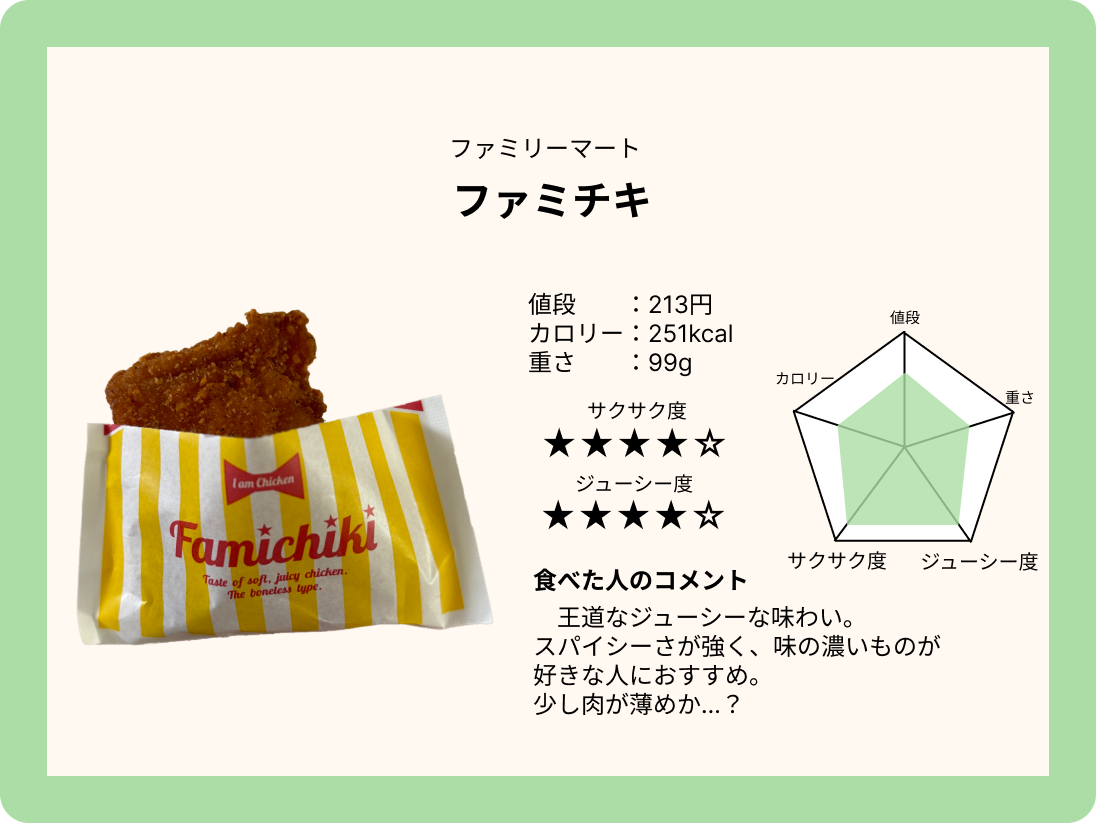 ファミリーマート
ファミチキ
値段　　：213円
カロリー：251kcal
重さ　　：99g
サクサク度
★★★★☆
ジューシー度
★★★★☆
値段
カロリー
重さ
サクサク度
ジューシー度
I am Chicken
Famichiki
Taste of soft, juicy chicken.
The boneless type.
食べた人のコメント
　王道なジューシーな味わい。
スパイシーさが強く、味の濃いものが
好きな人におすすめ。
少し肉が薄めか...？